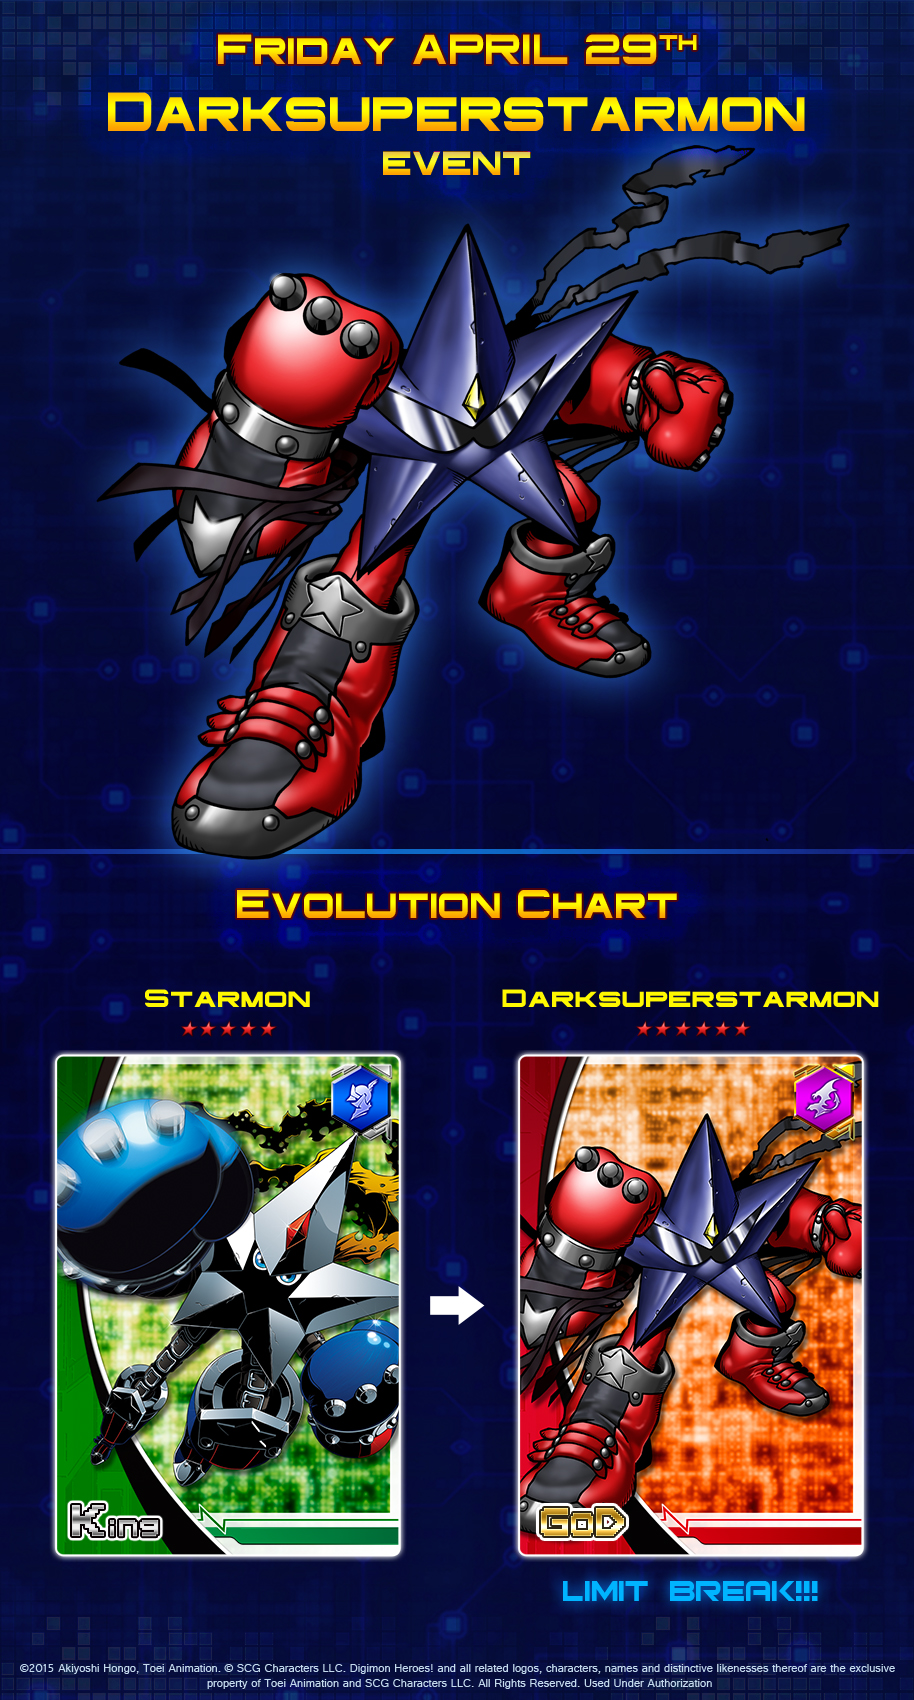 Friday APRIL 29TH
Darksuperstarmon
EVENT
Evolution Chart
Starmon
Darksuperstarmon
King
GoD
LIMIT BREAK!!!
©2015 Akiyoshi Hongo, Toei Animation. © SCG Characters LLC. Digimon Heroes! and all related logos, characters, names and distinctive likenesses thereof are the exclusive
property of Toei Animation and SCG Characters LLC. All Rights Reserved. Used Under Authorization